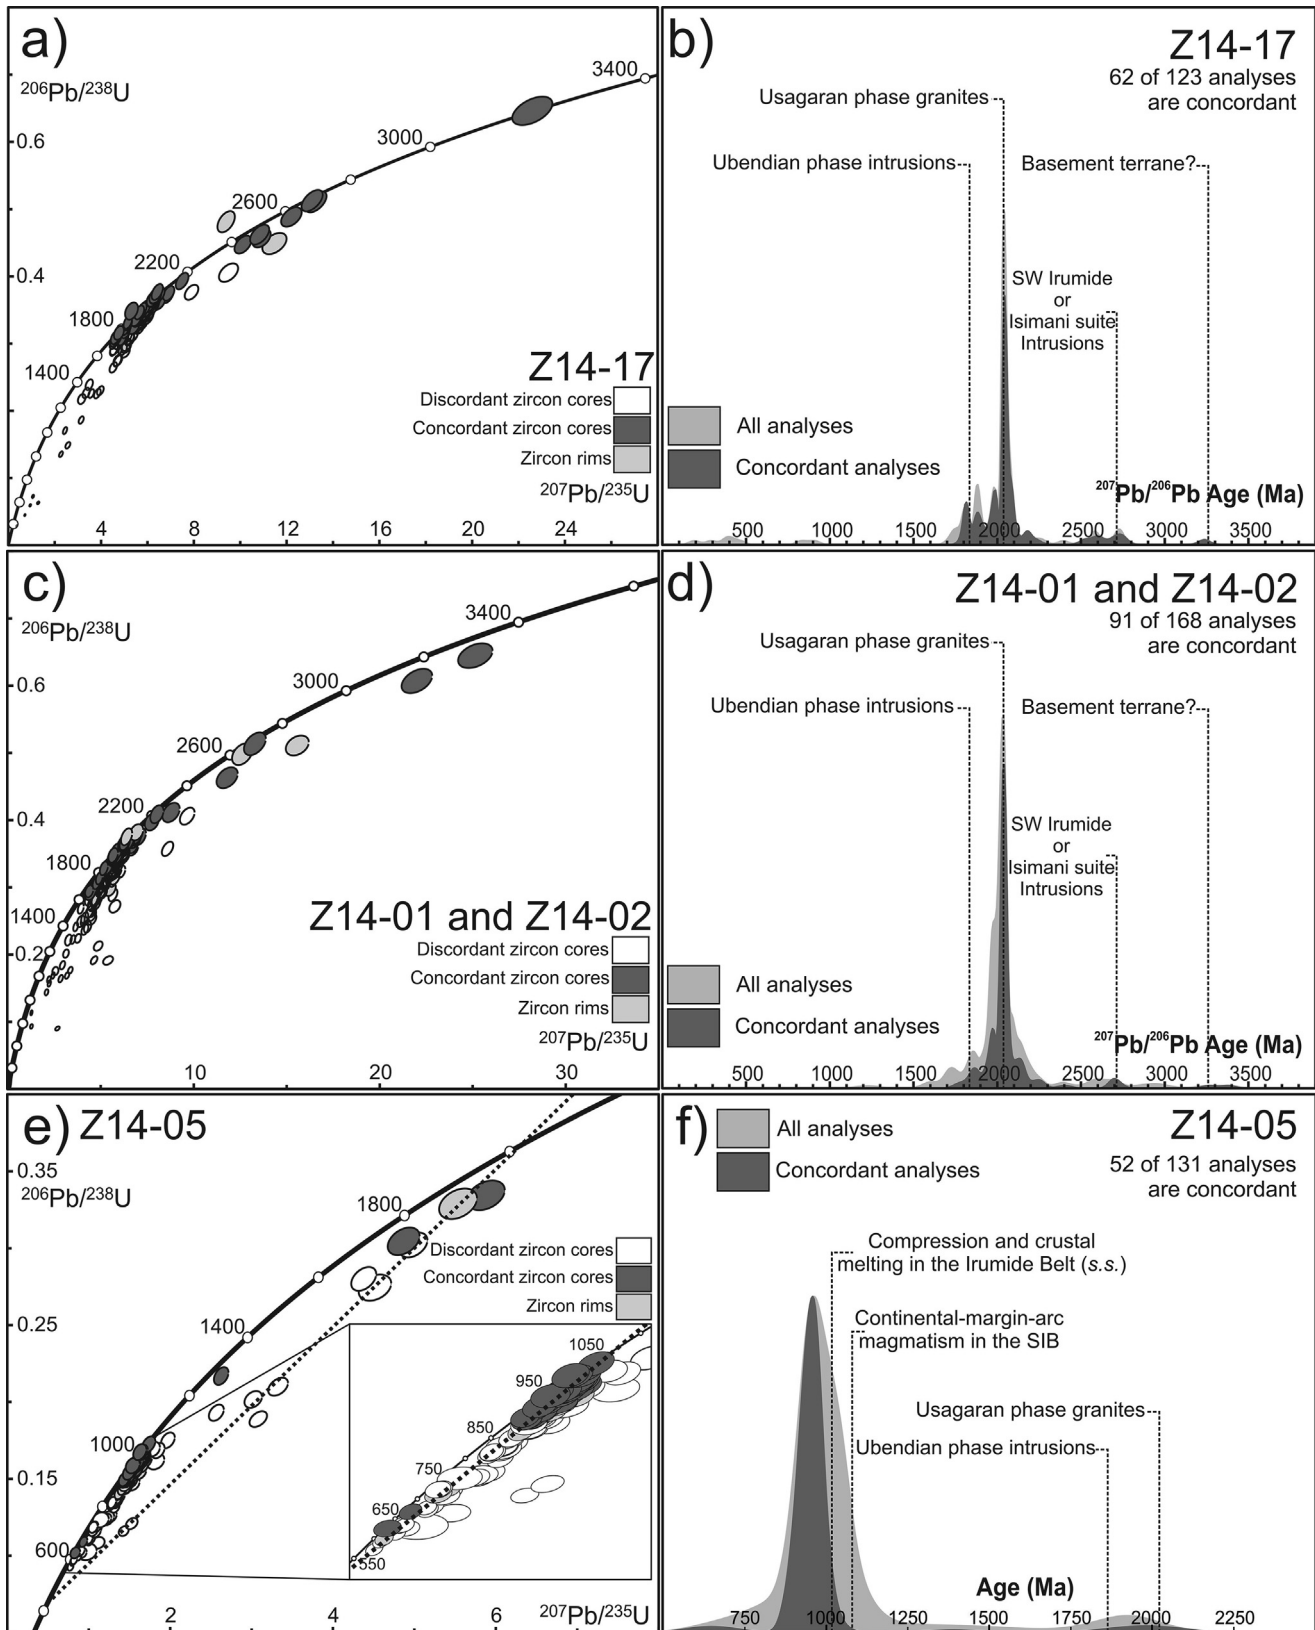 a)
206Pb/238U
0.6
0.4
3400
3000
2600
2200
1800
1400
Z14-17
Discordant zircon cores
Concordant zircon cores
Zircon rims
207Pb/235U
4 8 12 16 20 24
b)
Z14-17
62 of 123 analyses
are concordant
Usagaran phase granites
Ubendian phase intrusions
Basement terrane?
SW Irumide
or
Isimani suite
Intrusions
All analyses
Concordant analyses
207Pb/206Pb Age (Ma)
500 1000 1500 2000 2500 3000 3500
c)
206Pb/238U
0.6
0.4
0.2
3400
3000
2600
2200
1800
1400
Z14-01 and Z14-02
Discordant zircon cores
Concordant zircon cores
Zircon rims
207Pb/235U
10 20 30
d)
Z14-01 and Z14-02
91 of 168 analyses
are concordant
Usagaran phase granites
Ubendian phase intrusions
Basement terrane?
SW Irumide
or
Isimani suite
Intrusions
All analyses
Concordant analyses
207Pb/206Pb Age (Ma)
500 1000 1500 2000 2500 3000 3500
e) Z14-05
0.35
206Pb/238U
0.25
0.15
1800
1400
1000
600
Discordant zircon cores
Concordant zircon cores
Zircon rims
1050
950
850
750
650
550
207Pb/235U
2 4 6
f)
All analyses
Concordant analyses
Z14-05
52 of 131 analyses
are concordant
Compression and crustal
melting in the Irumide Belt (s.s.)
Continental-margin-arc
magmatism in the SIB
Usagaran phase granites
Ubendian phase intrusions
Age (Ma)
750 1000 1250 1500 1750 2000 2250